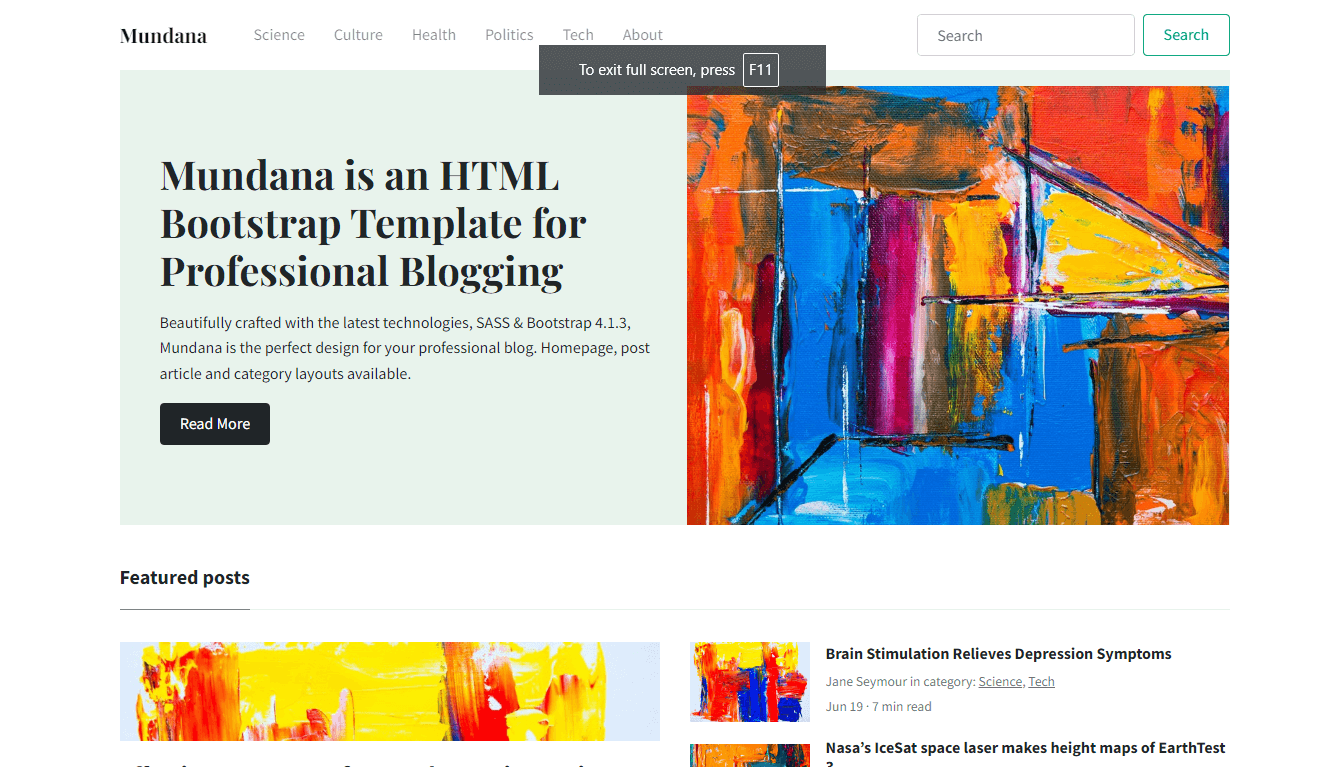 Mundana Science Culture Health Politics Tech About Search Search
To exit full screen, press F11
Mundana is an HTML
Bootstrap Template for
Professional Blogging
Beautifully crafted with the latest technologies, SASS & Bootstrap 4.1.3,
Mundana is the perfect design for your professional blog. Homepage, post
article and category layouts available.
Read More
Featured posts
Brain Stimulation Relieves Depression Symptoms
Jane Seymour in category: Science, Tech
Jun 19 · 7 min read
Nasa’s IceSat space laser makes height maps of EarthTest